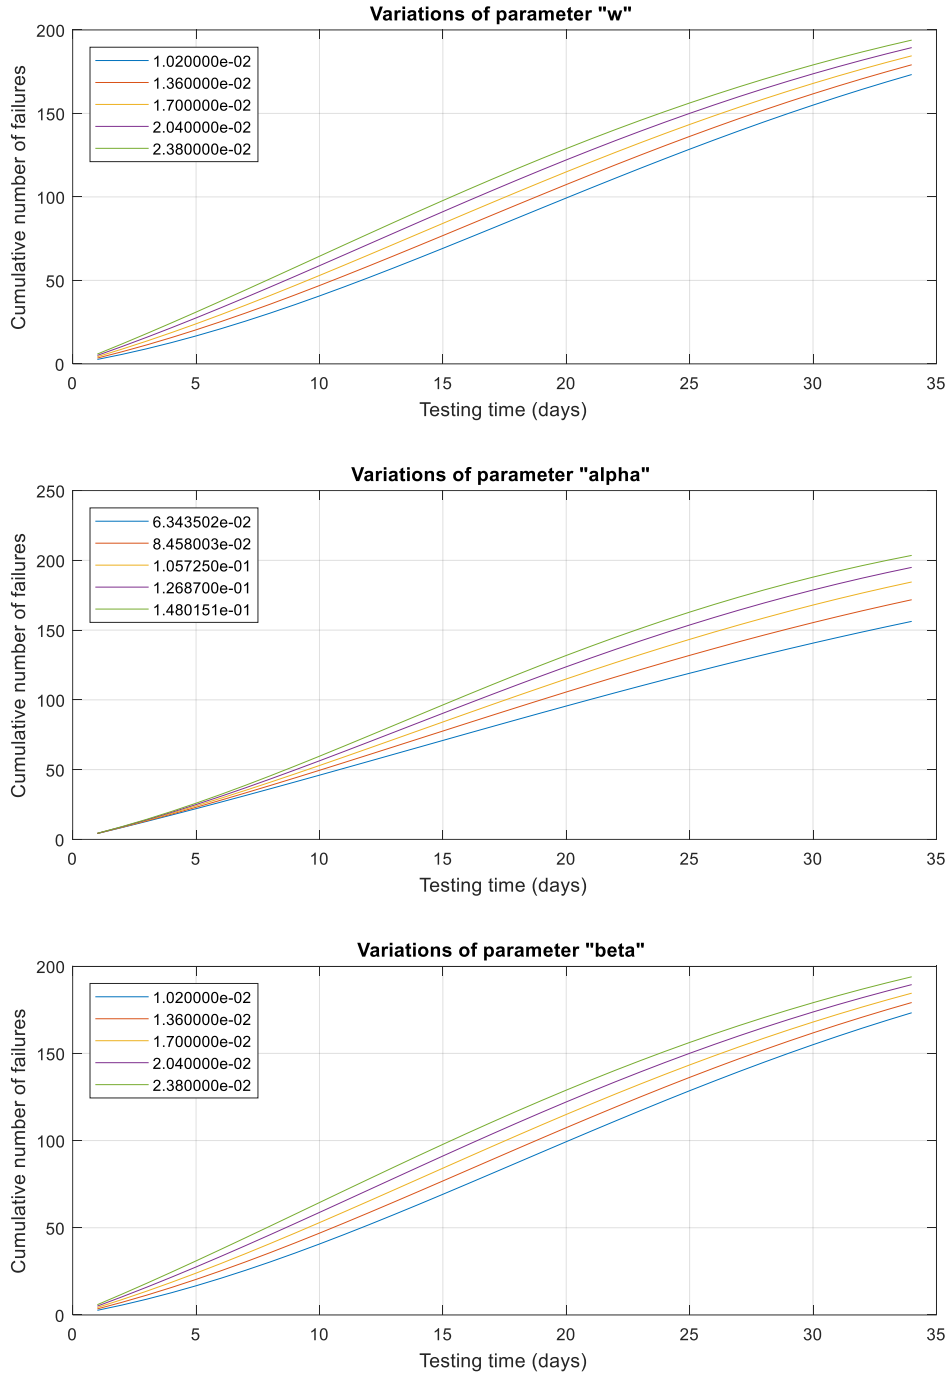 Variations of parameter "w"
200
150
100
50
0
Cumulative number of failures
1.020000e-02
1.360000e-02
1.700000e-02
2.040000e-02
2.380000e-02
0 5 10 15 20 25 30 35
Testing time (days)
Variations of parameter "alpha"
250
200
150
100
50
0
Cumulative number of failures
6.343502e-02
8.458003e-02
1.057250e-01
1.268700e-01
1.480151e-01
0 5 10 15 20 25 30 35
Testing time (days)
Variations of parameter "beta"
200
150
100
50
0
Cumulative number of failures
1.020000e-02
1.360000e-02
1.700000e-02
2.040000e-02
2.380000e-02
0 5 10 15 20 25 30 35
Testing time (days)